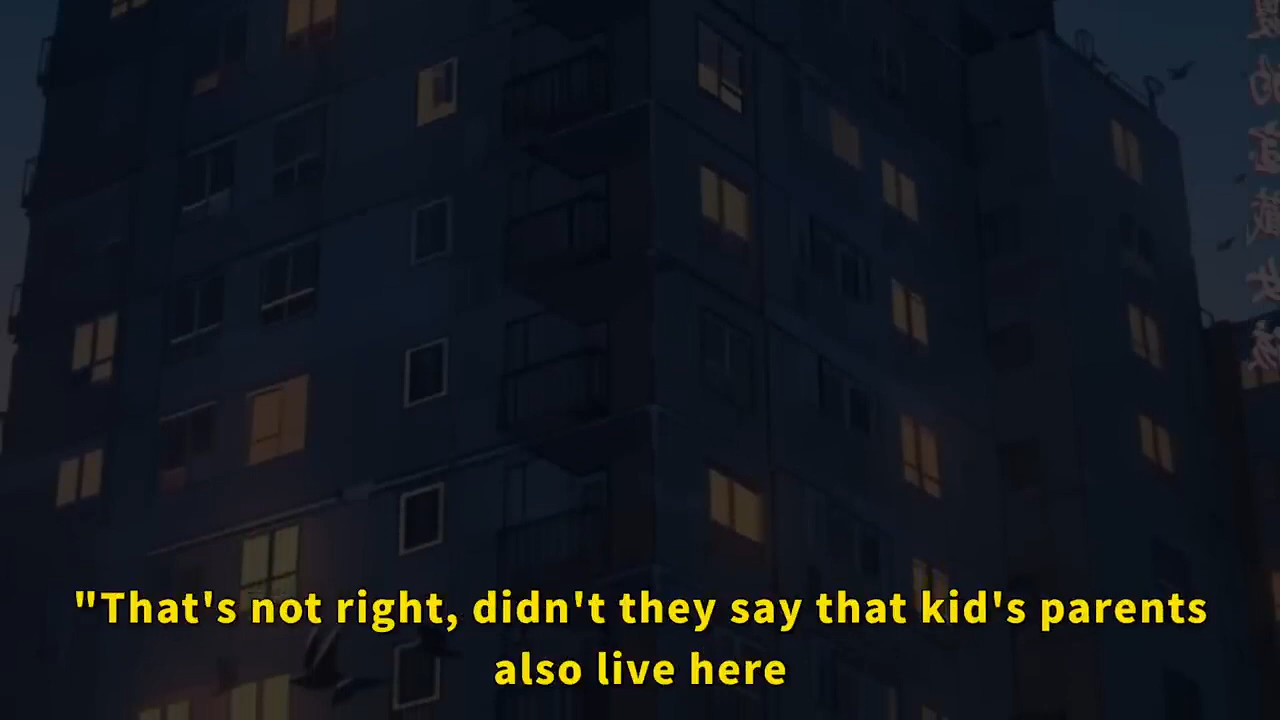 "That's not right, didn't they say that kid's parents
also live here